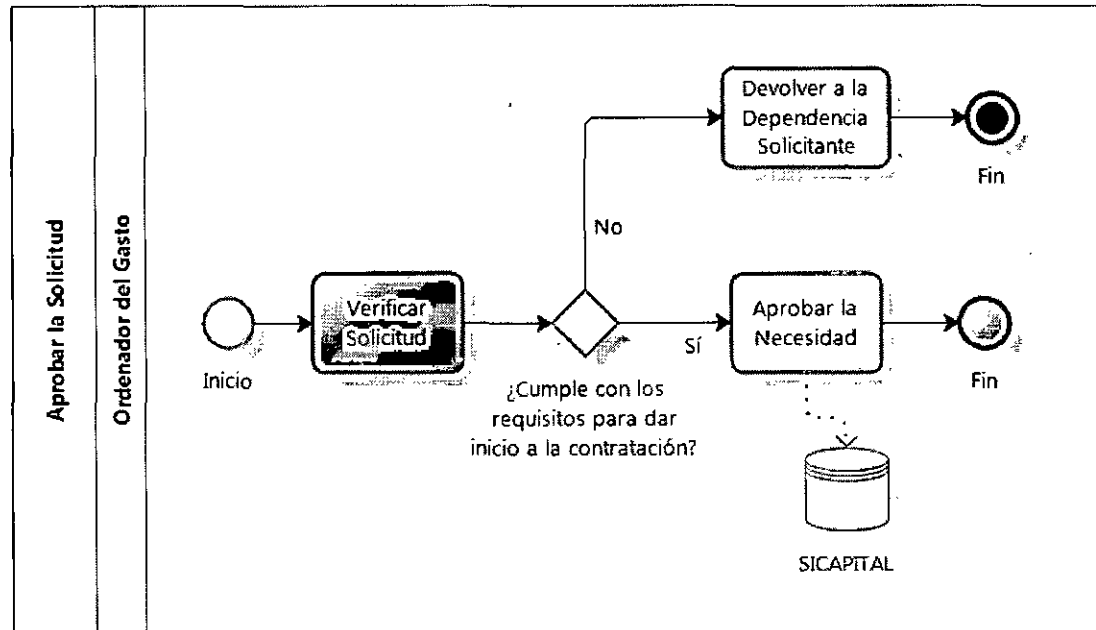 Aprobar la Solicitud
Ordenador del Gasto
Inicio
Verificar
Solicitud
¿Cumple con los
requisitos para dar
inicio a la contratación?
No
Devolver a la
Dependencia
Solicitante
Fin
Sí
Aprobar la
Necesidad
Fin
SICAPITAL